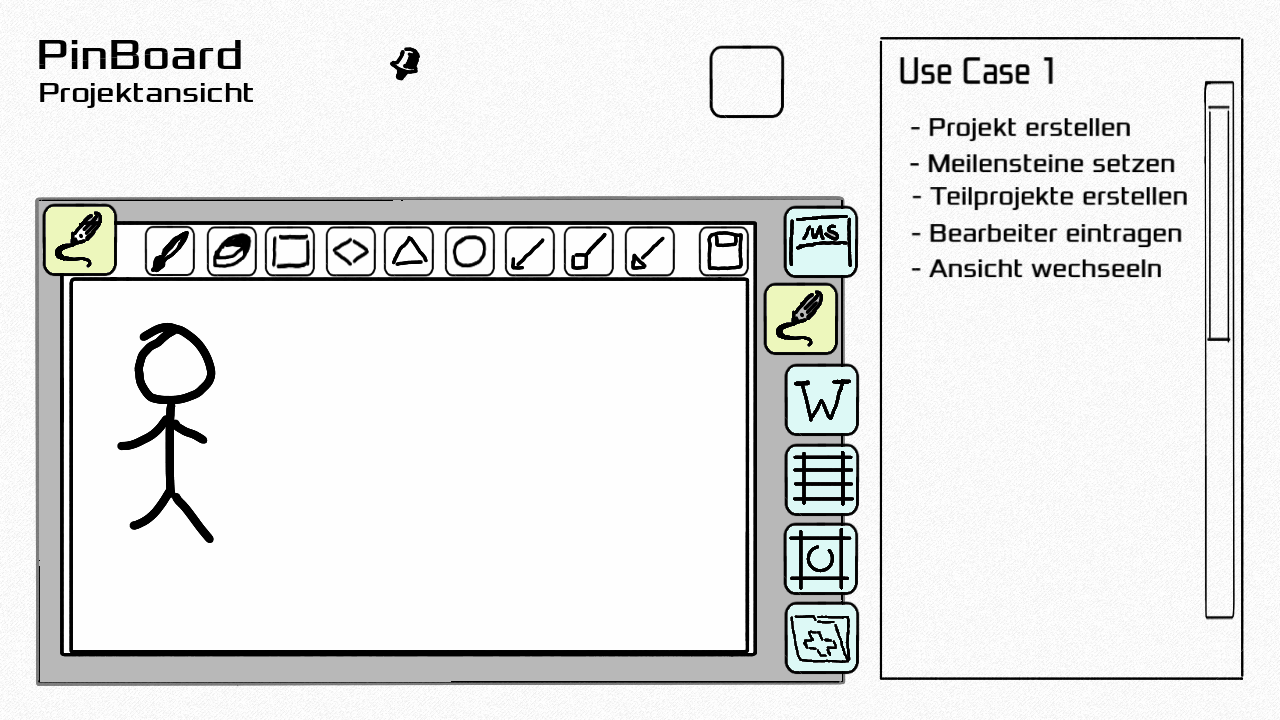 PinBoard
Projektansicht
MS
W
Use Case 1
- Projekt erstellen
- Meilensteine setzen
- Teilprojekte erstellen
- Bearbeiter eintragen
- Ansicht wechseeln